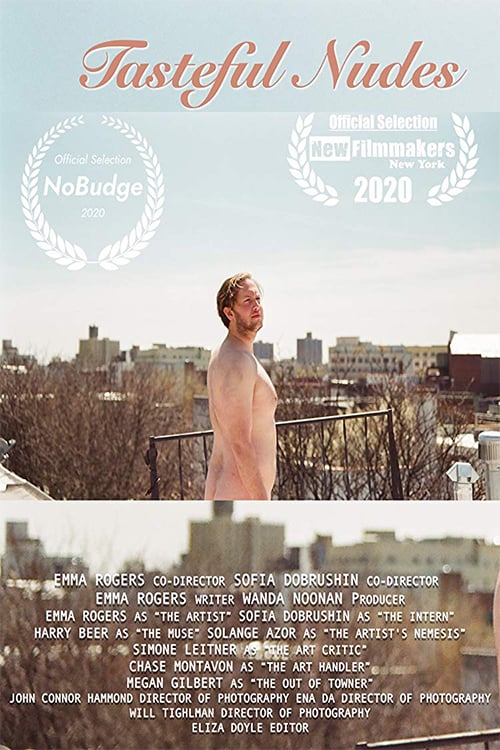 Tasteful Nudes
Official Selection
NoBudge
2020
Official Selection
NewFilmmakers
New York
2020
EMMA ROGERS CO-DIRECTOR SOFIA DOBRUSHIN CO-DIRECTOR
EMMA ROGERS WRITER WANDA NOONAN PRODUCER
EMMA ROGERS AS "THE ARTIST" SOFIA DOBRUSHIN AS "THE INTERN"
HARRY BEER AS "THE MUSE" SOLANGE AZOR AS "THE ARTIST'S NEMESIS"
SIMONE LEITNER AS "THE ART CRITIC"
CHASE MONTAVON AS "THE ART HANDLER"
MEGAN GILBERT AS "THE OUT OF TOWNER"
JOHN CONNOR HAMMOND DIRECTOR OF PHOTOGRAPHY ENA DA DIRECTOR OF PHOTOGRAPHY
WILL TIGHLMAN DIRECTOR OF PHOTOGRAPHY
ELIZA DOYLE EDITOR